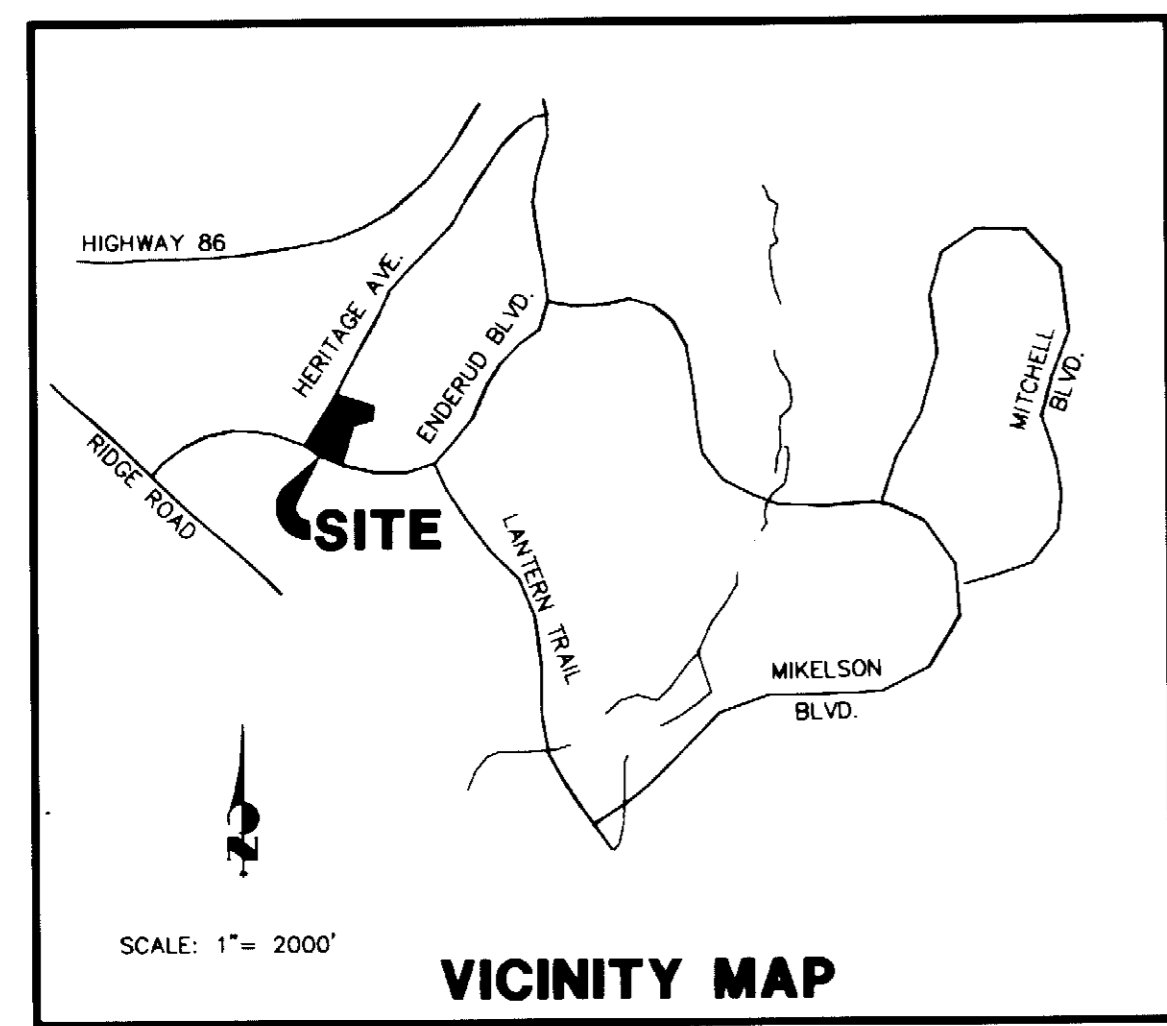 HIGHWAY 86
HERITAGE AVE.
ENDERUD BLVD.
MITCHELL
BLVD.
RIDGE ROAD
SITE
LANTERN TRAIL
MIKELSON
BLVD.
N
SCALE: 1"= 2000'
VICINITY MAP